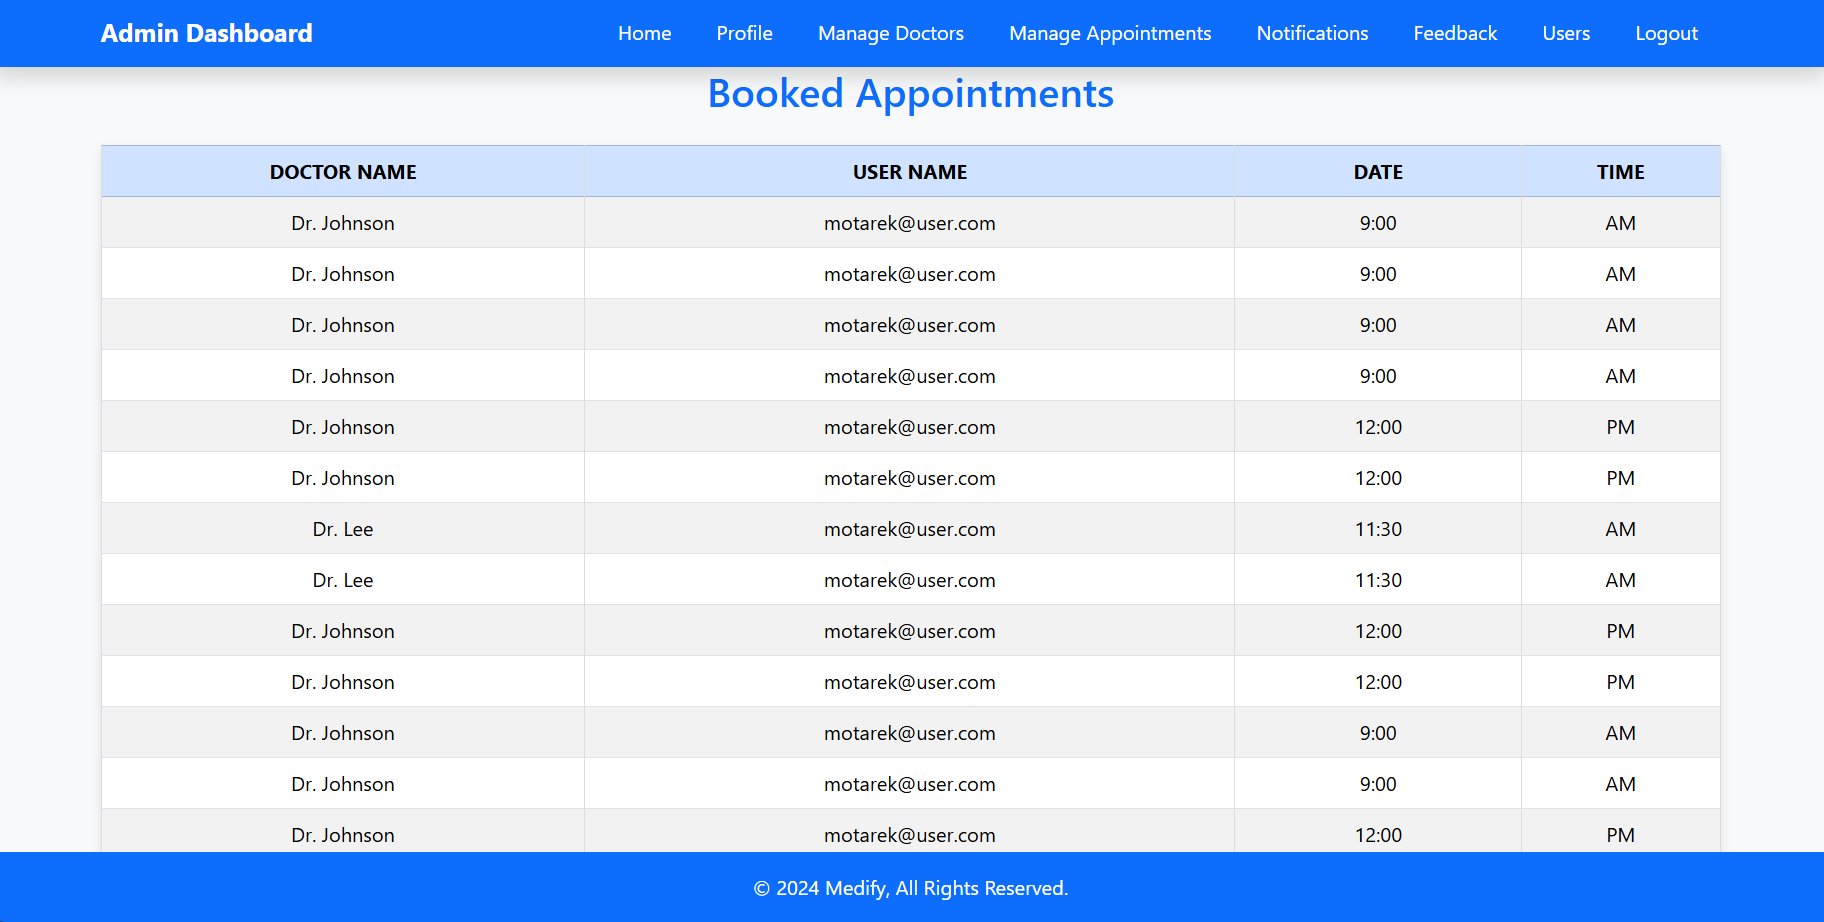 Admin Dashboard Home Profile Manage Doctors Manage Appointments Notifications Feedback Users Logout
Booked Appointments
DOCTOR NAME USER NAME DATE TIME
Dr. Johnson motarek@user.com 9:00 AM
Dr. Johnson motarek@user.com 9:00 AM
Dr. Johnson motarek@user.com 9:00 AM
Dr. Johnson motarek@user.com 9:00 AM
Dr. Johnson motarek@user.com 12:00 PM
Dr. Johnson motarek@user.com 12:00 PM
Dr. Lee motarek@user.com 11:30 AM
Dr. Lee motarek@user.com 11:30 AM
Dr. Johnson motarek@user.com 12:00 PM
Dr. Johnson motarek@user.com 12:00 PM
Dr. Johnson motarek@user.com 9:00 AM
Dr. Johnson motarek@user.com 9:00 AM
Dr. Johnson motarek@user.com 12:00 PM
© 2024 Medify, All Rights Reserved.